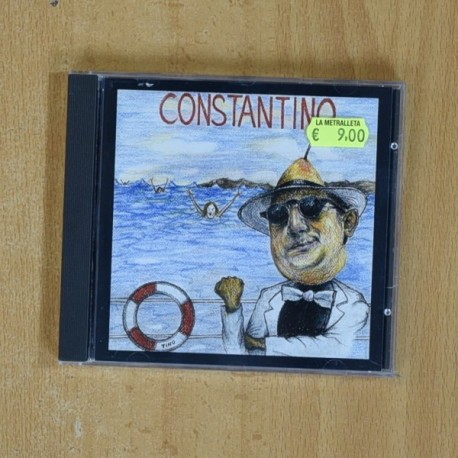 CONSTANTINO
LA METRALLETA
€ 9,00
TINO